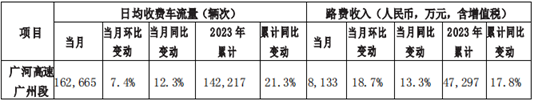 项目 日均收费车流量（辆次） 路费收入（人民币，万元，含增值税）
当月 当月环比变动 当月同比变动 2023年累计 累计同比变动 当月 当月环比变动 当月同比变动 2023年累计 累计同比变动
广河高速广州段 162,665 7.4% 12.3% 142,217 21.3% 8,133 18.7% 13.3% 47,297 17.8%